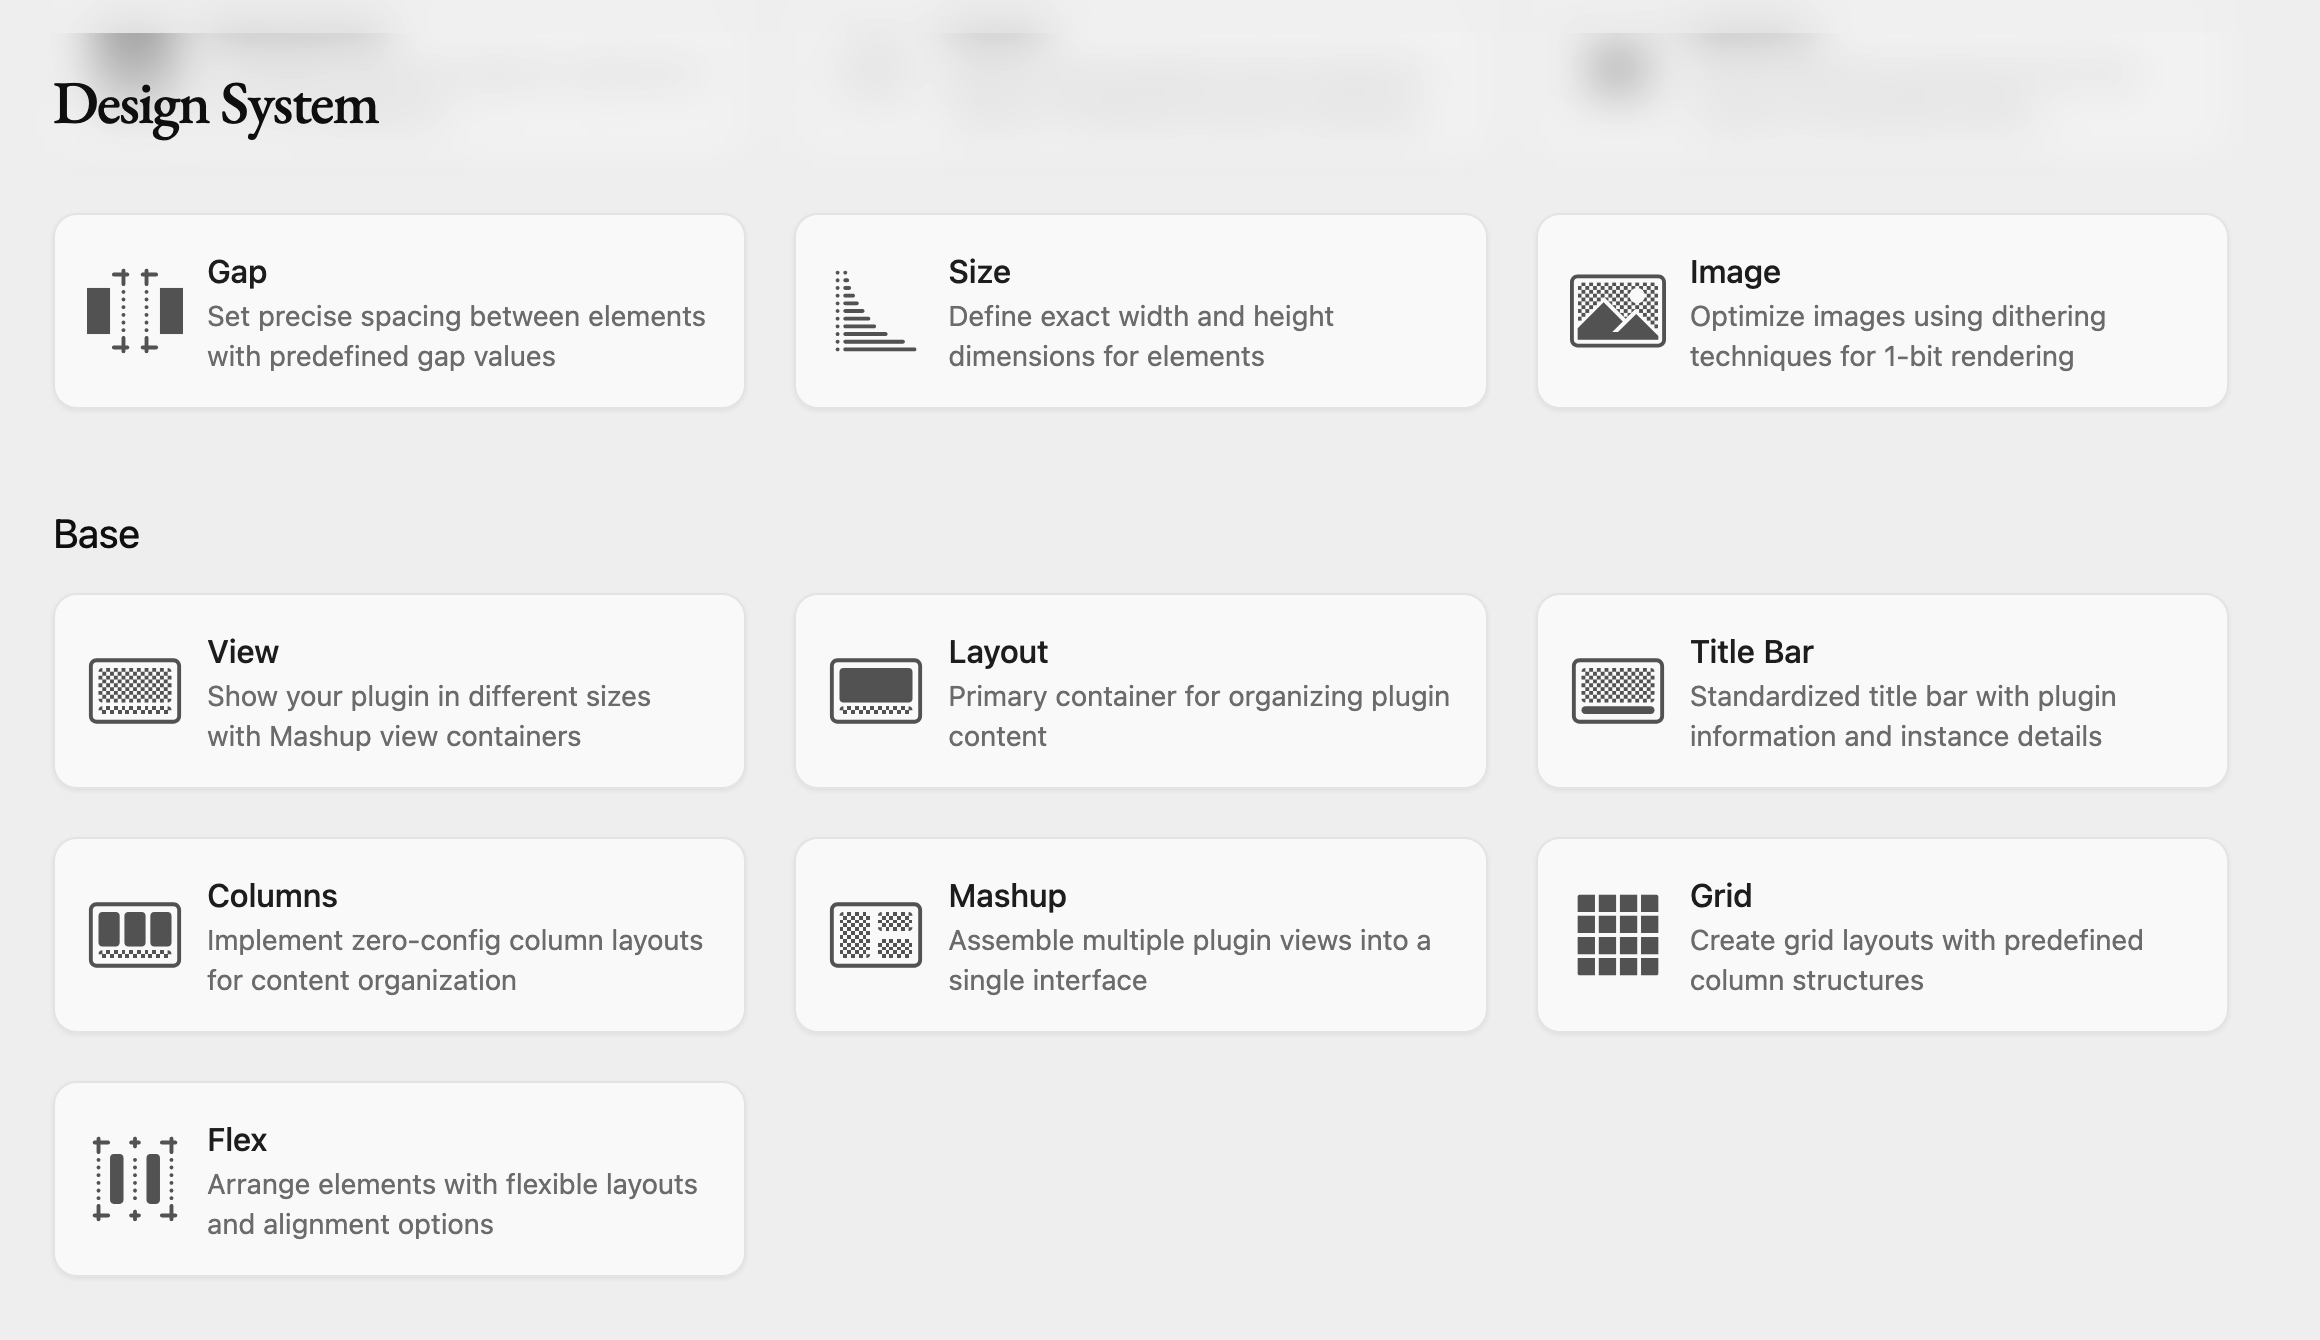 Design System
Gap
Set precise spacing between elements
with predefined gap values
Size
Define exact width and height
dimensions for elements
Image
Optimize images using dithering
techniques for 1-bit rendering
Base
View
Show your plugin in different sizes
with Mashup view containers
Layout
Primary container for organizing plugin
content
Title Bar
Standardized title bar with plugin
information and instance details
Columns
Implement zero-config column layouts
for content organization
Mashup
Assemble multiple plugin views into a
single interface
Grid
Create grid layouts with predefined
column structures
Flex
Arrange elements with flexible layouts
and alignment options